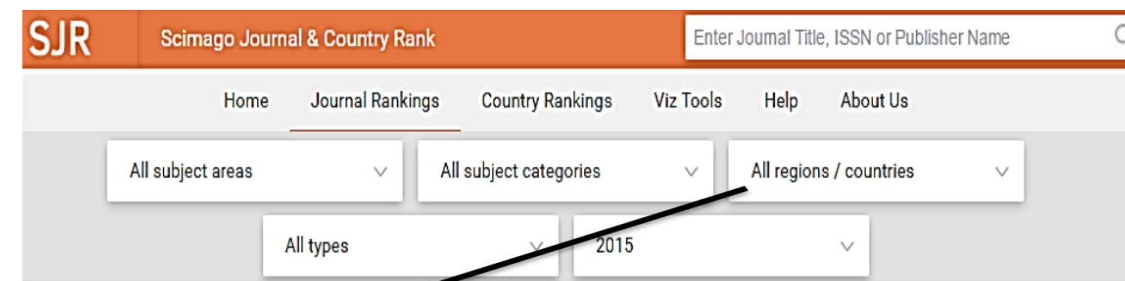 SJR Scimago Journal & Country Rank Enter Journal Title, ISSN or Publisher Name
Home Journal Rankings Country Rankings Viz Tools Help About Us
All subject areas All subject categories All regions / countries
All types 2015